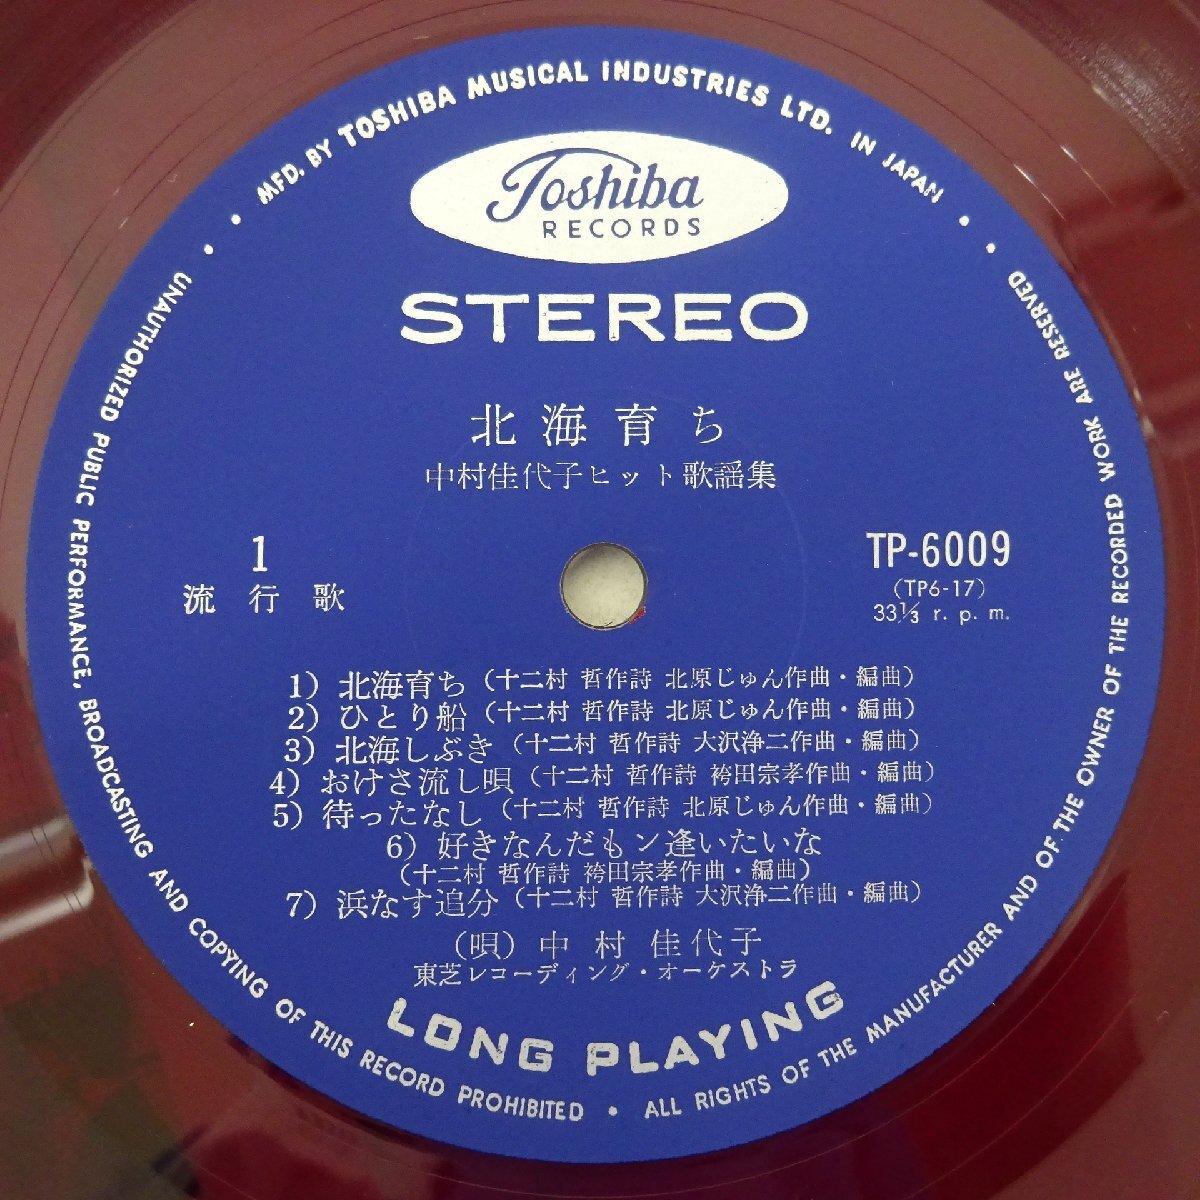 MFD. BY TOSHIBA MUSICAL INDUSTRIES LTD. IN JAPAN
Toshiba
RECORDS
STEREO
北海育ち
中村佳代子ヒット歌謡集
1
流行歌
TP-6009
(TP6-17)
33⅓ r. p. m.
1) 北海育ち (十二村 哲作詩 北原じゅん作曲・編曲)
2) ひとり船 (十二村 哲作詩 北原じゅん作曲・編曲)
3) 北海しぶき (十二村 哲作詩 大沢浄二作曲・編曲)
4) おけさ流し唄 (十二村 哲作詩 袴田宗孝作曲・編曲)
5) 待ったなし (十二村 哲作詩 北原じゅん作曲・編曲)
6) 好きなんだもン逢いたいな
(十二村 哲作詩 袴田宗孝作曲・編曲)
7) 浜なす追分 (十二村 哲作詩 大沢浄二作曲・編曲)
(唄) 中村佳代子
東芝レコーディング・オーケストラ
LONG PLAYING
UNAUTHORIZED PUBLIC PERFORMANCE, BROADCASTING AND COPYING OF THIS RECORD PROHIBITED • ALL RIGHTS OF THE MANUFACTURER AND OF THE OWNER OF THE RECORDED WORK ARE RESERVED